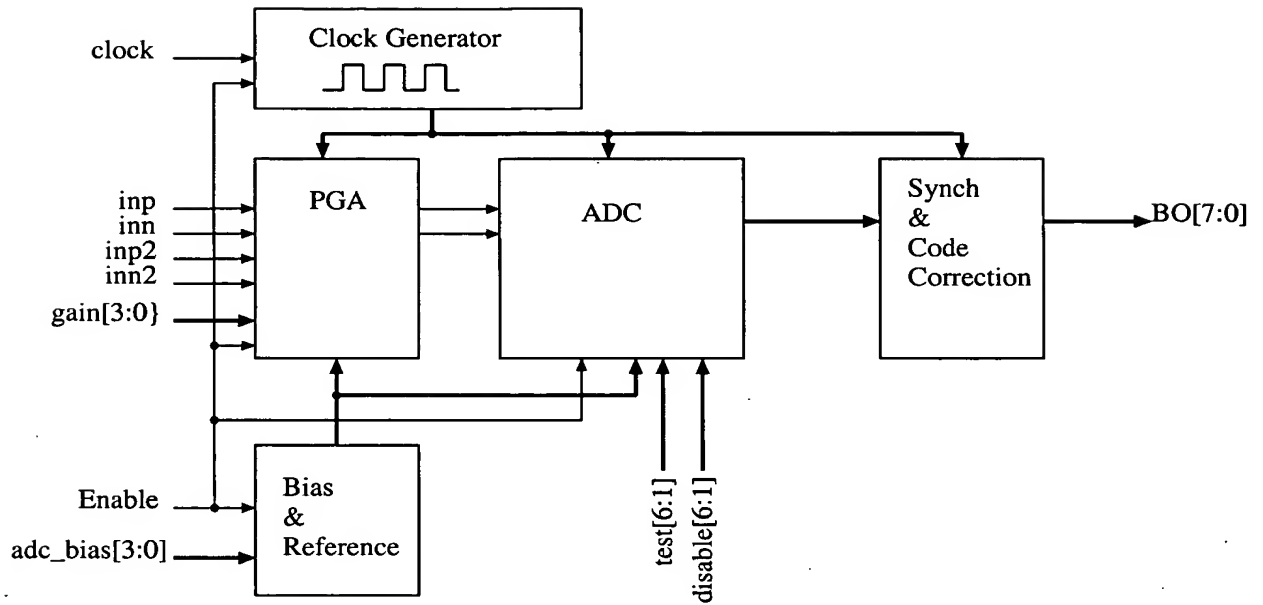 Clock Generator
clock
inp
inn
inp2
inn2
gain[3:0}
PGA
ADC
Synch
&
Code
Correction
BO[7:0]
Enable
adc_bias[3:0]
Bias
&
Reference
test[6:1]
disable[6:1]